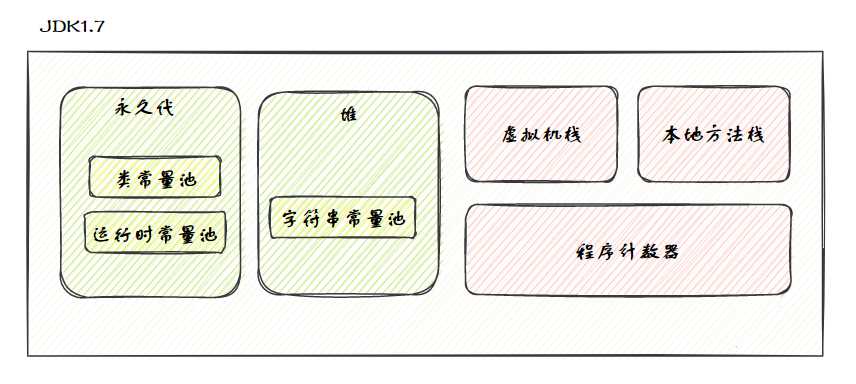 JDK1.7
永久代
类常量池
运行时常量池
堆
字符串常量池
虚拟机栈
本地方法栈
程序计数器